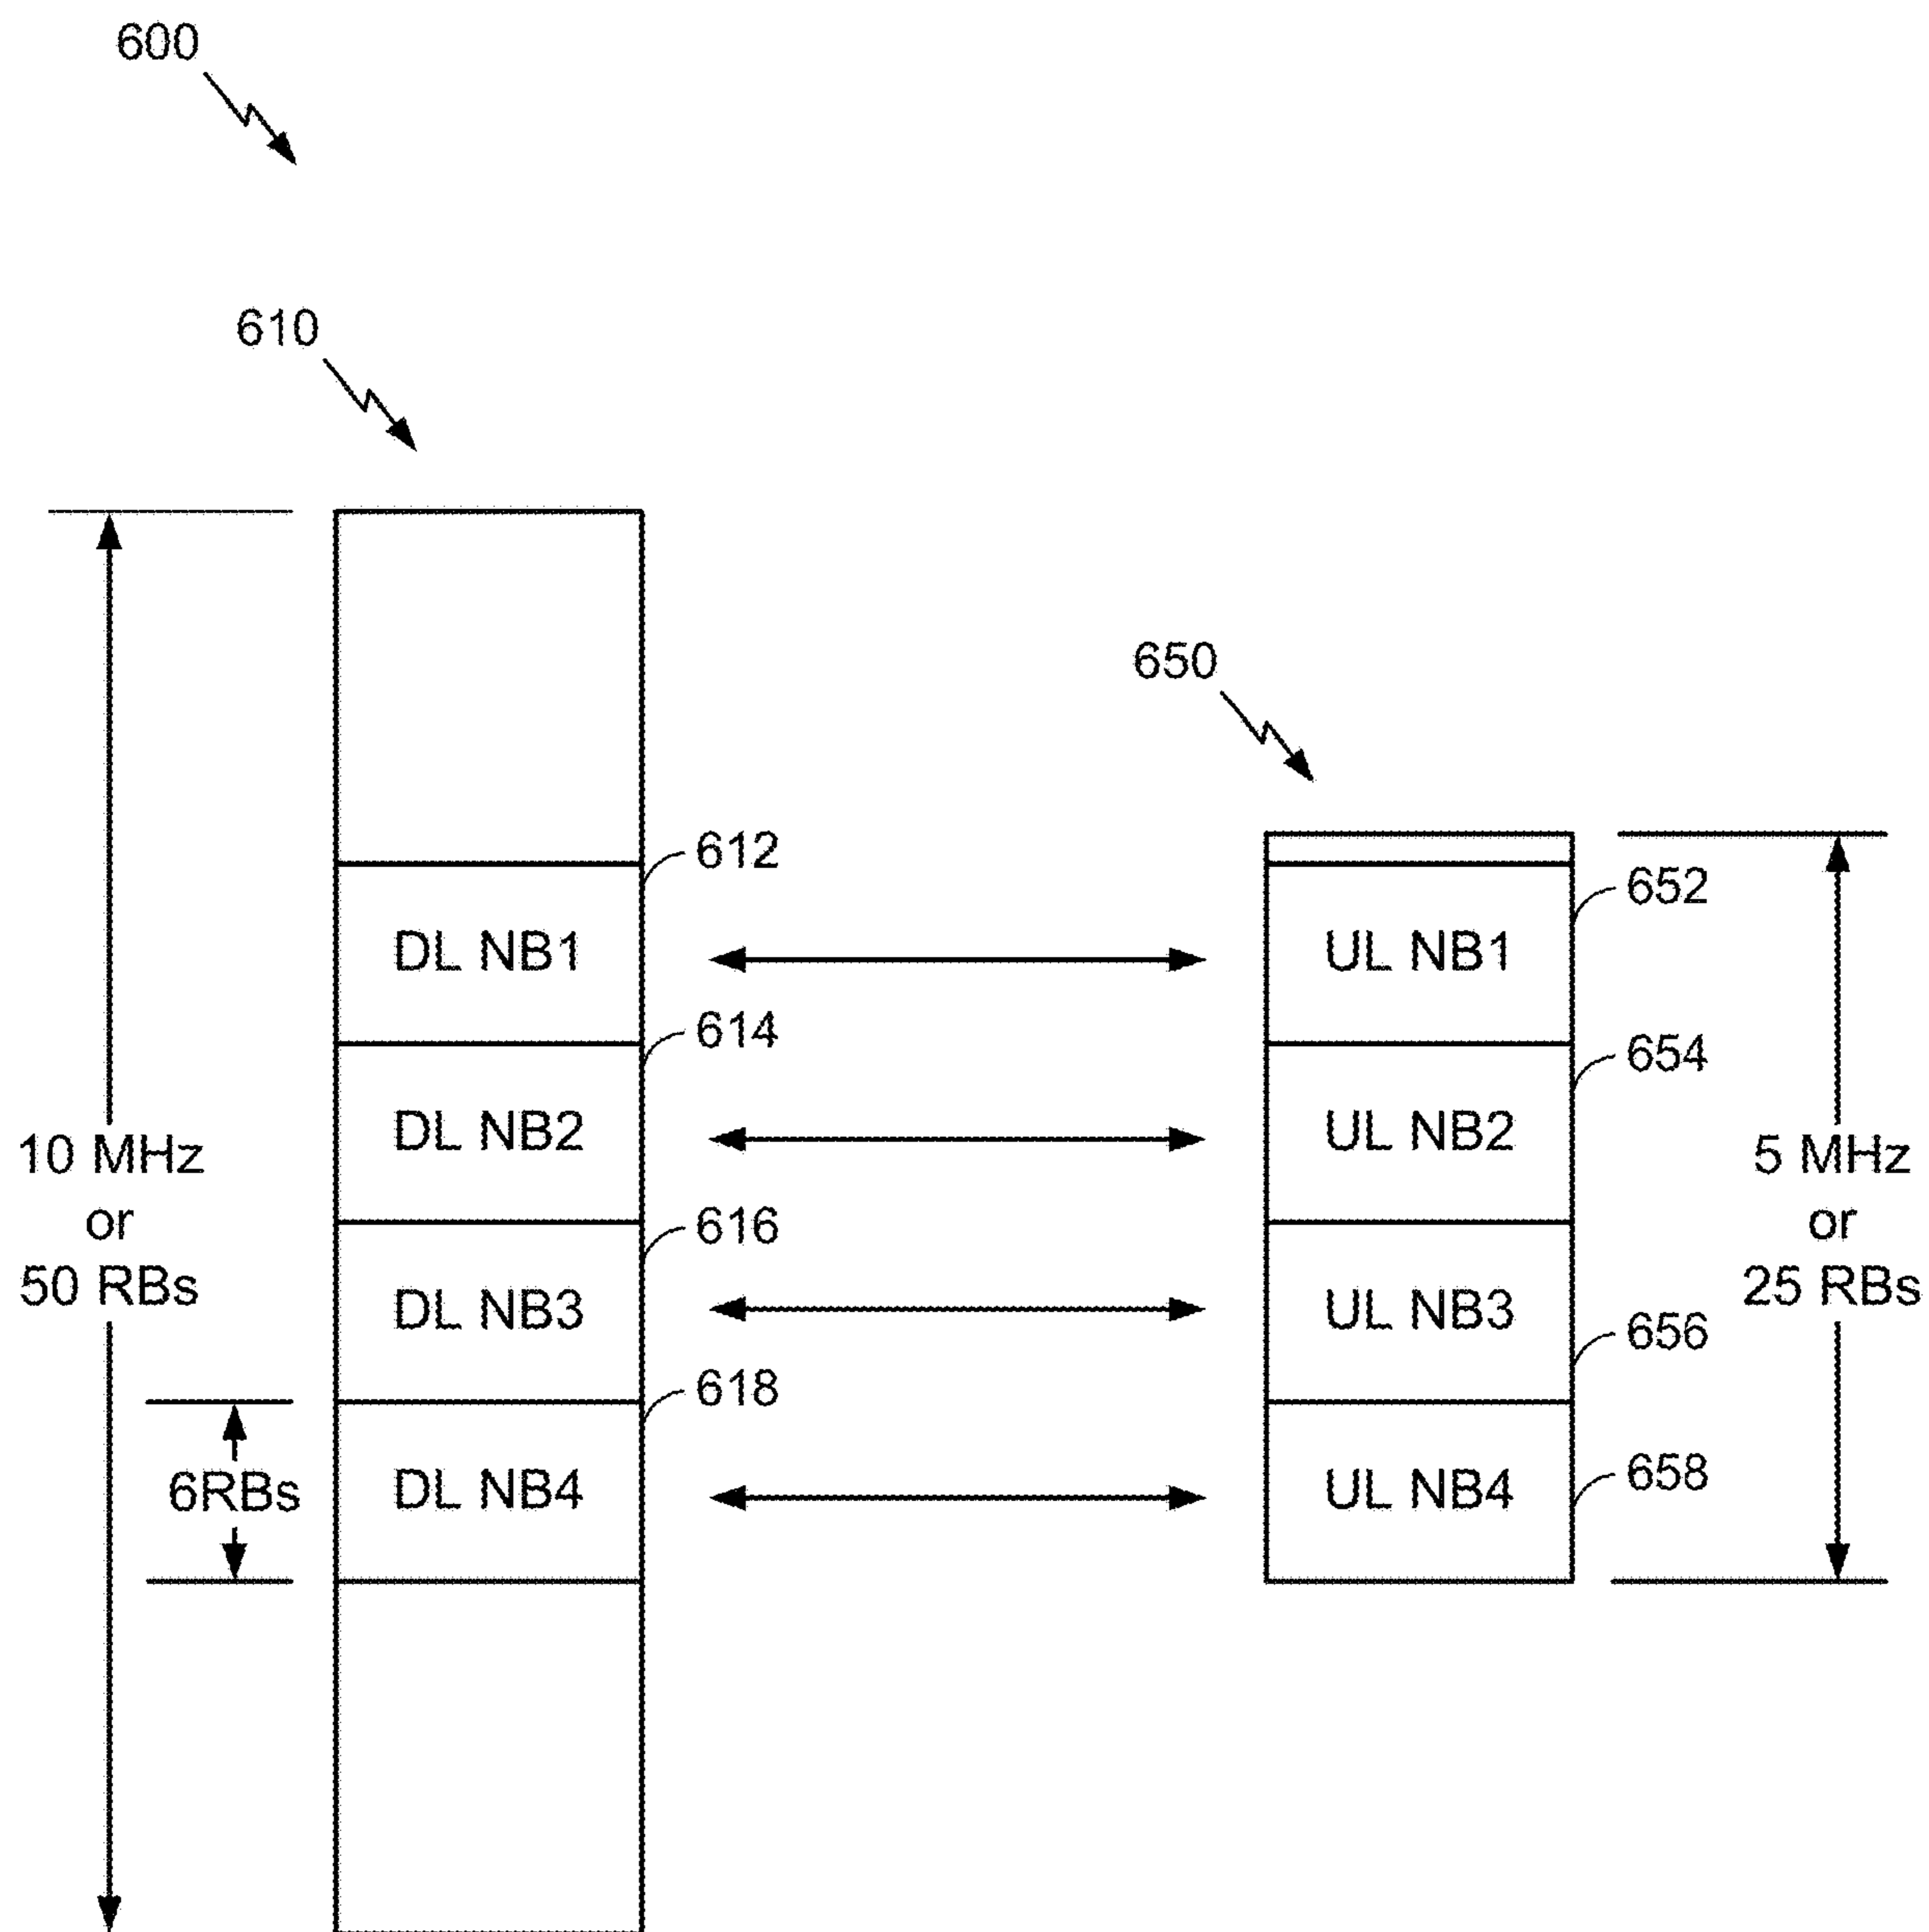 600
610
650
612
652
DL NB1
UL NB1
614
654
DL NB2
UL NB2
10 MHz
or
50 RBs
5 MHz
or
25 RBs
616
DL NB3
UL NB3
656
618
6RBs
DL NB4
UL NB4
658